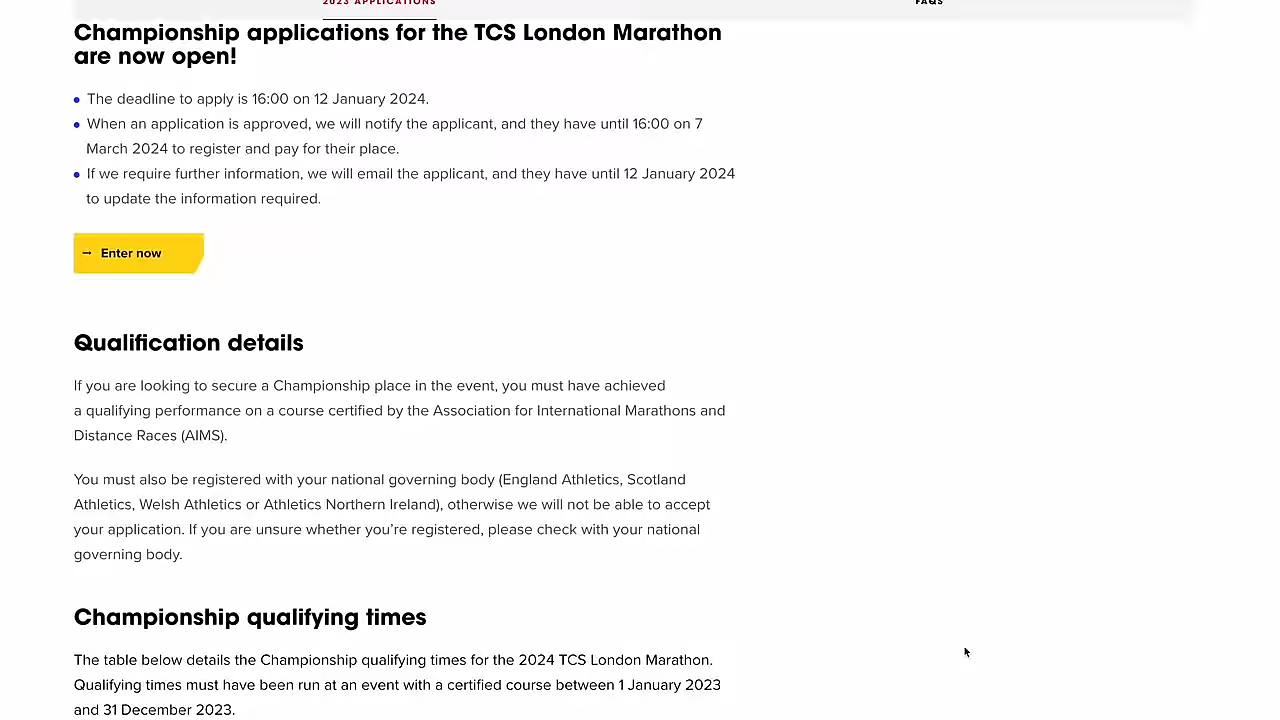 2023 APPLICATIONS
FAQS
Championship applications for the TCS London Marathon
are now open!
The deadline to apply is 16:00 on 12 January 2024.
When an application is approved, we will notify the applicant, and they have until 16:00 on 7
March 2024 to register and pay for their place.
If we require further information, we will email the applicant, and they have until 12 January 2024
to update the information required.
→ Enter now
Qualification details
If you are looking to secure a Championship place in the event, you must have achieved
a qualifying performance on a course certified by the Association for International Marathons and
Distance Races (AIMS).
You must also be registered with your national governing body (England Athletics, Scotland
Athletics, Welsh Athletics or Athletics Northern Ireland), otherwise we will not be able to accept
your application. If you are unsure whether you’re registered, please check with your national
governing body.
Championship qualifying times
The table below details the Championship qualifying times for the 2024 TCS London Marathon.
Qualifying times must have been run at an event with a certified course between 1 January 2023
and 31 December 2023.